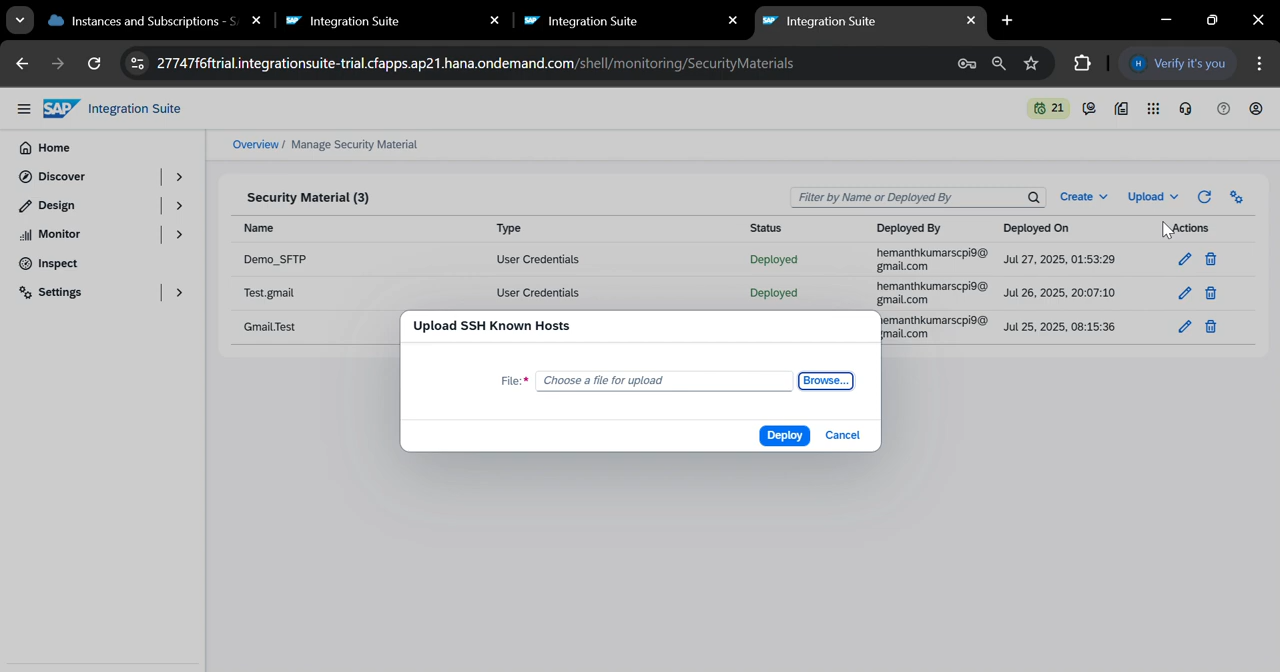 Instances and Subscriptions - S
Integration Suite
Integration Suite
Integration Suite
27747f6ftrial.integrationsuite-trial.cfapps.ap21.hana.ondemand.com/shell/monitoring/SecurityMaterials
H Verify it's you
SAP Integration Suite
21
Home
Discover
Design
Monitor
Inspect
Settings
Overview / Manage Security Material
Security Material (3)
Filter by Name or Deployed By
Create
Upload
Name Type Status Deployed By Deployed On Actions
Demo_SFTP User Credentials Deployed hemanthkumarscpi9@ Jul 27, 2025, 01:53:29
gmail.com
Test.gmail User Credentials Deployed hemanthkumarscpi9@ Jul 26, 2025, 20:07:10
gmail.com
Gmail.Test emanthkumarscpi9@ Jul 25, 2025, 08:15:36
mail.com
Upload SSH Known Hosts
File:* Choose a file for upload Browse...
Deploy Cancel